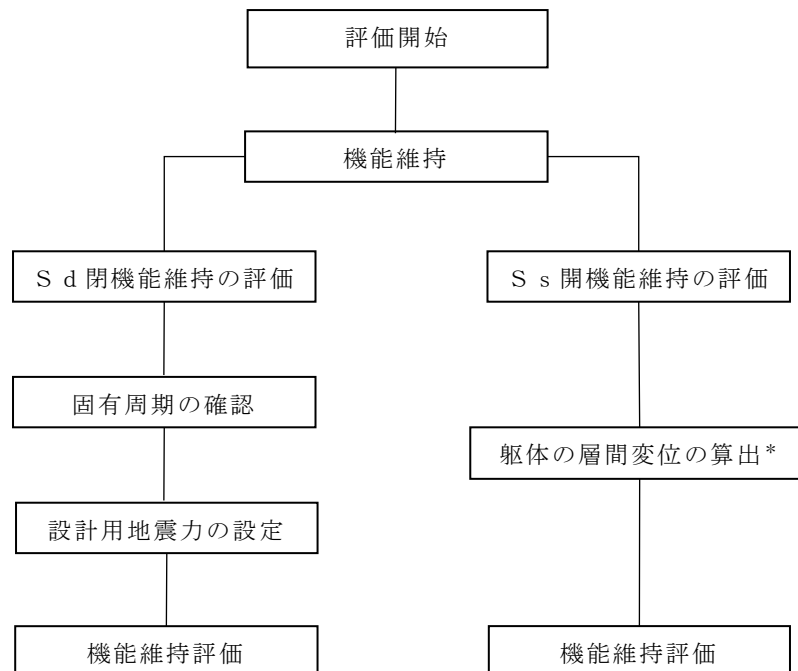 評価開始
機能維持
Ｓｄ閉機能維持の評価
Ｓｓ開機能維持の評価
固有周期の確認
躯体の層間変位の算出*
設計用地震力の設定
機能維持評価
機能維持評価